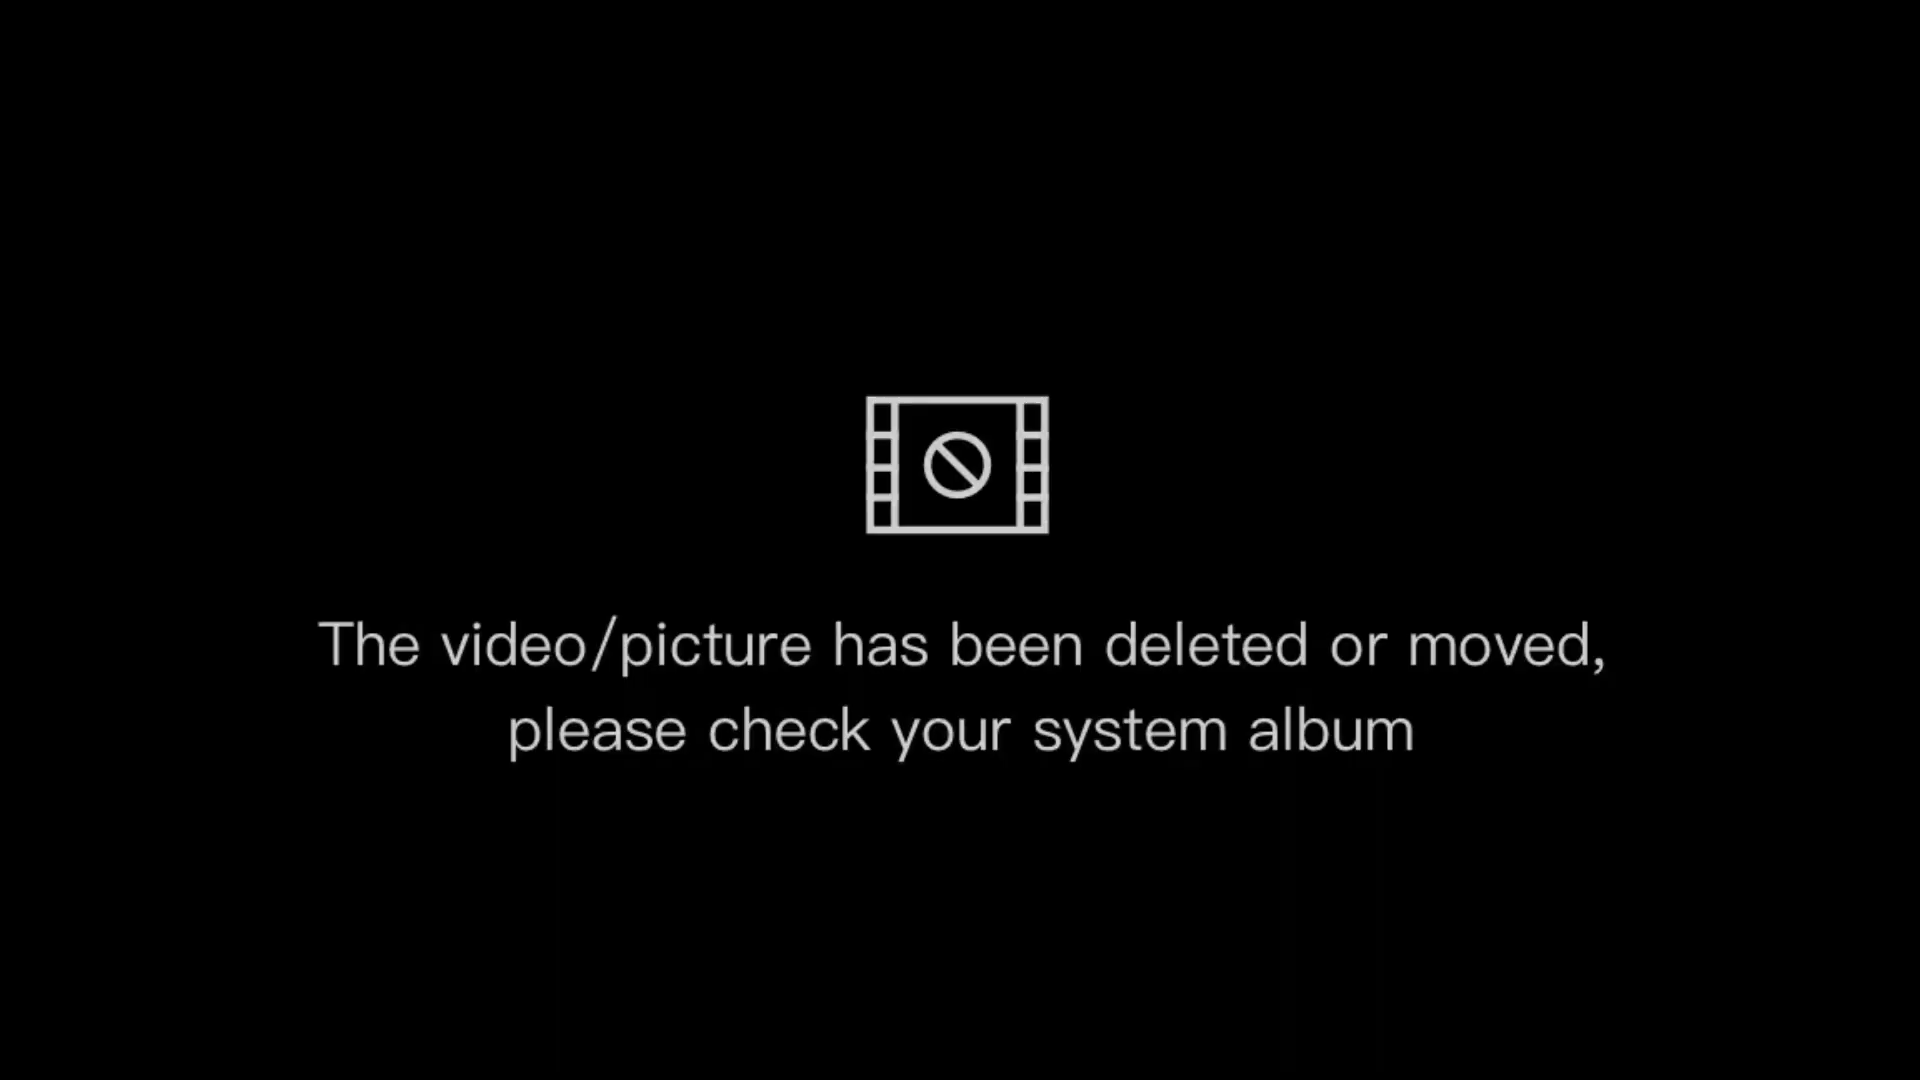 The video/picture has been deleted or moved,
please check your system album